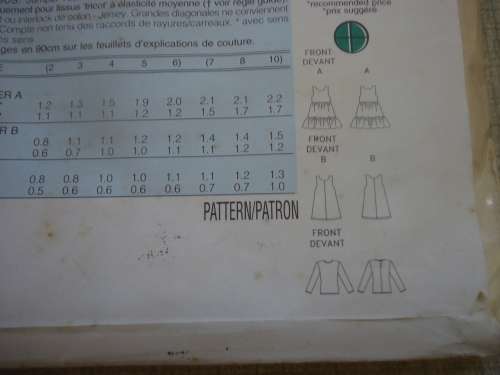 uement pour tissus 'tricot' à élasticité moyenne († voir règle guide)
ou interlock de coton - Jersey. Grandes diagonales ne conviennent
Compte non tenu des raccords de rayures/carreaux. * avec sens
ns sens
ges en 90cm sur les feuillets d'explications de couture.
*recommended price
*prix suggéré
E (2 3 4 5 6) (7 8 10)
ER A
1.2 1.3 1.5 1.9 2.0 2.1 2.1 2.2
1.1 1.1 1.1 1.2 1.2 1.5 1.7 1.7
R B
0.8 1.1 1.1 1.2 1.2 1.4 1.4 1.5
0.6 0.7 1.0 1.0 1.1 1.1 1.2 1.2
0.8 0.8 1.0 1.0 1.1 1.1 1.2 1.3
0.5 0.6 0.6 0.6 0.6 0.7 0.7 1.0
PATTERN/PATRON
FRONT
DEVANT
A A
FRONT
DEVANT
B B
FRONT
DEVANT